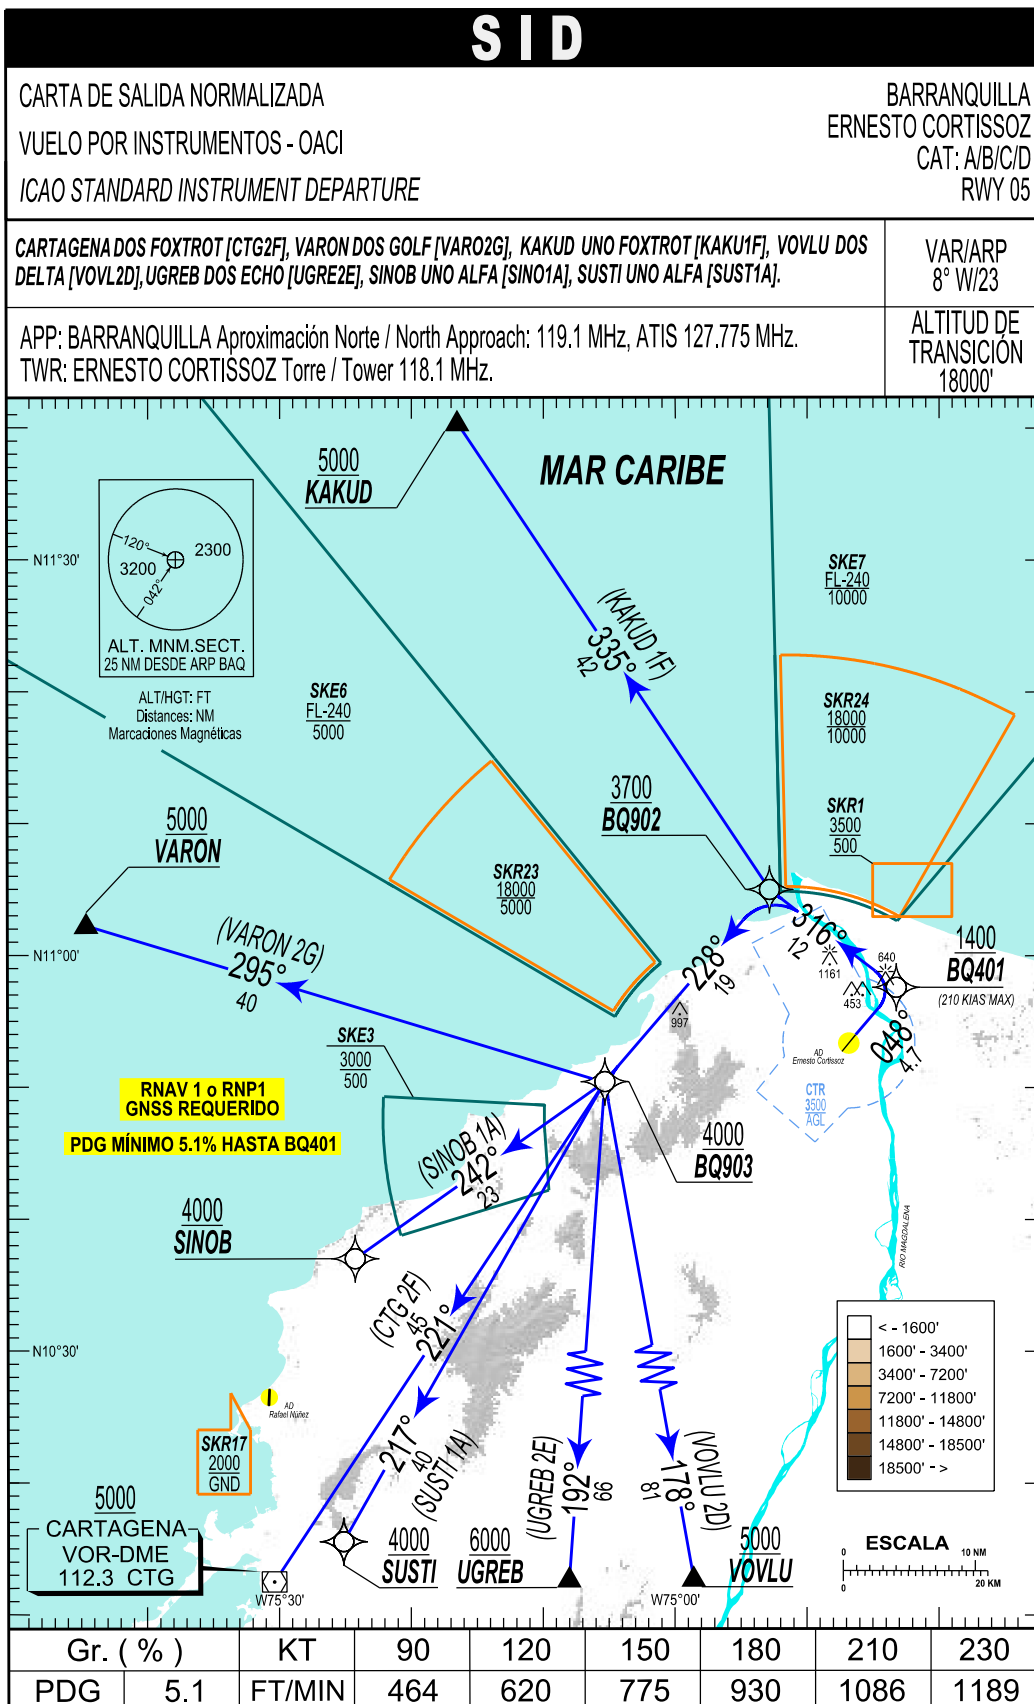 SID
CARTA DE SALIDA NORMALIZADA
VUELO POR INSTRUMENTOS - OACI
ICAO STANDARD INSTRUMENT DEPARTURE
BARRANQUILLA
ERNESTO CORTISSOZ
CAT: A/B/C/D
RWY 05
CARTAGENA DOS FOXTROT [CTG2F], VARON DOS GOLF [VARO2G], KAKUD UNO FOXTROT [KAKU1F], VOVLU DOS
DELTA [VOVL2D], UGREB DOS ECHO [UGRE2E], SINOB UNO ALFA [SINO1A], SUSTI UNO ALFA [SUST1A].
VAR/ARP
8° W/23
APP: BARRANQUILLA Aproximación Norte / North Approach: 119.1 MHz, ATIS 127.775 MHz.
TWR: ERNESTO CORTISSOZ Torre / Tower 118.1 MHz.
ALTITUD DE
TRANSICIÓN
18000'
5000
KAKUD
MAR CARIBE
N11°30'
120°
2300
3200
042°
ALT. MNM.SECT.
25 NM DESDE ARP BAQ
ALT/HGT: FT
Distances: NM
Marcaciones Magnéticas
SKE7
FL-240
10000
(KAKUD 1F)
335°
42
SKE6
FL-240
5000
SKR24
18000
10000
3700
BQ902
SKR1
3500
500
5000
VARON
SKR23
18000
5000
(VARON 2G)
295°
40
N11°00'
228°
19
316°
12
1161
640
453
1400
BQ401
(210 KIAS MAX)
997
048°
4.7
AD
Ernesto Cortissoz
SKE3
3000
500
RNAV 1 o RNP1
GNSS REQUERIDO
PDG MÍNIMO 5.1% HASTA BQ401
CTR
3500
AGL
4000
BQ903
(SINOB 1A)
242°
23
4000
SINOB
RIO MAGDALENA
(CTG 2F)
45
221°
N10°30'
< - 1600'
1600' - 3400'
3400' - 7200'
7200' - 11800'
11800' - 14800'
14800' - 18500'
18500' - >
AD
Rafael Núñez
SKR17
2000
GND
217°
40
(SUSTI 1A)
(UGREB 2E)
192°
66
(VOVLU 2D)
178°
81
5000
CARTAGENA
VOR-DME
112.3 CTG
4000
SUSTI
6000
UGREB
5000
VOVLU
W75°30'
W75°00'
ESCALA
0 10 NM
0 20 KM
Gr. ( % ) KT 90 120 150 180 210 230
PDG 5.1 FT/MIN 464 620 775 930 1086 1189